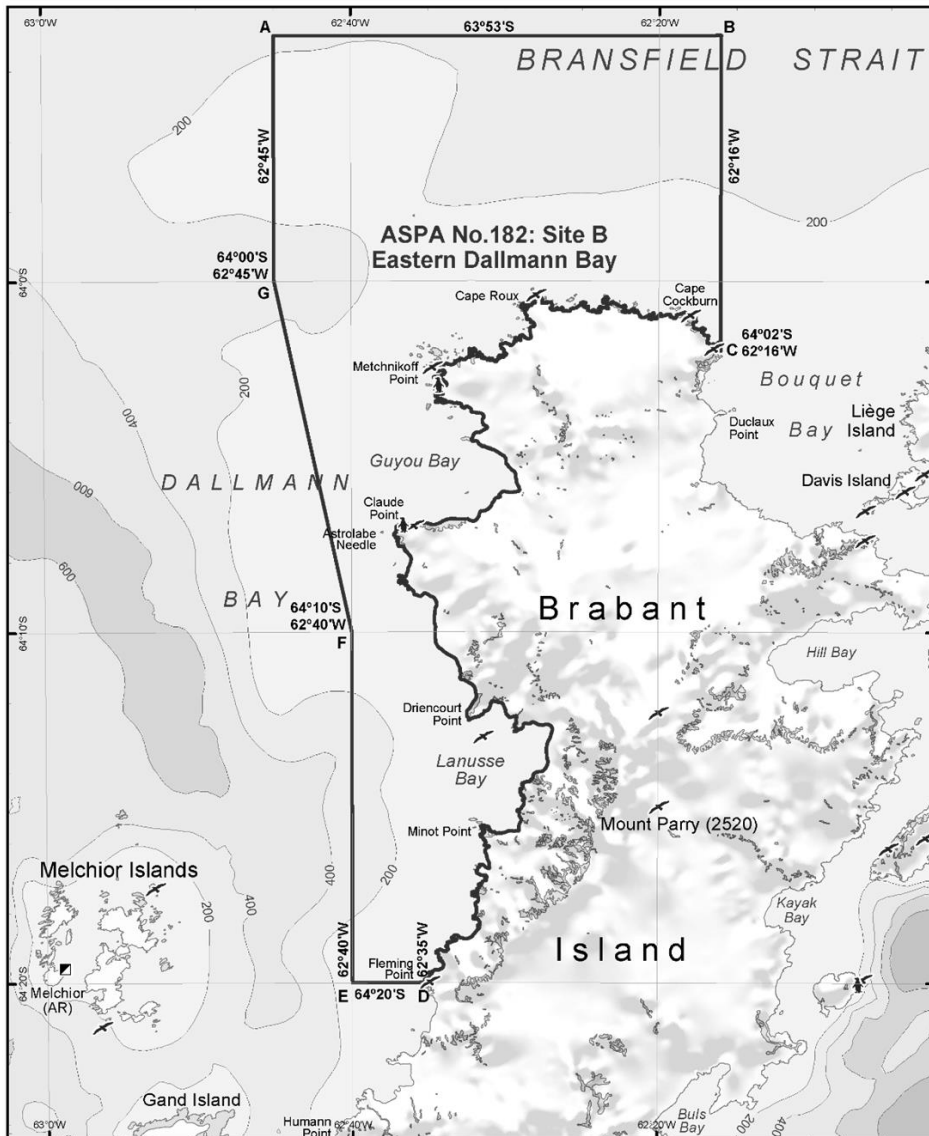 63°0'W
A
62°40'W
63°53'S
62°20'W
B
BRANSFIELD STRAIT
200
62°45'W
62°16'W
200
ASPA No.182: Site B
Eastern Dallmann Bay
64°00'S
62°45'W
G
64°0'S
Cape Roux
Cape
Cockburn
64°02'S
C 62°16'W
Metchnikoff
Point
200
Bouquet
Bay
Duclaux
Point
Liège
Island
400
Guyou Bay
DALLMANN
BAY
Davis Island
600
Claude
Point
Astrolabe
Needle
600
64°10'S
62°40'W
F
64°10'S
Brabant
Hill Bay
Driencourt
Point
Lanusse
Bay
Minot Point
Mount Parry (2520)
Melchior Islands
200
400
400
200
Kayak
Bay
Island
62°40'W
62°35'W
Fleming
Point
E
64°20'S
D
Melchior
(AR)
64°20'S
Gand Island
Humann
Point
Buls
Bay
200
400
63°0'W
62°40'W
62°20'W